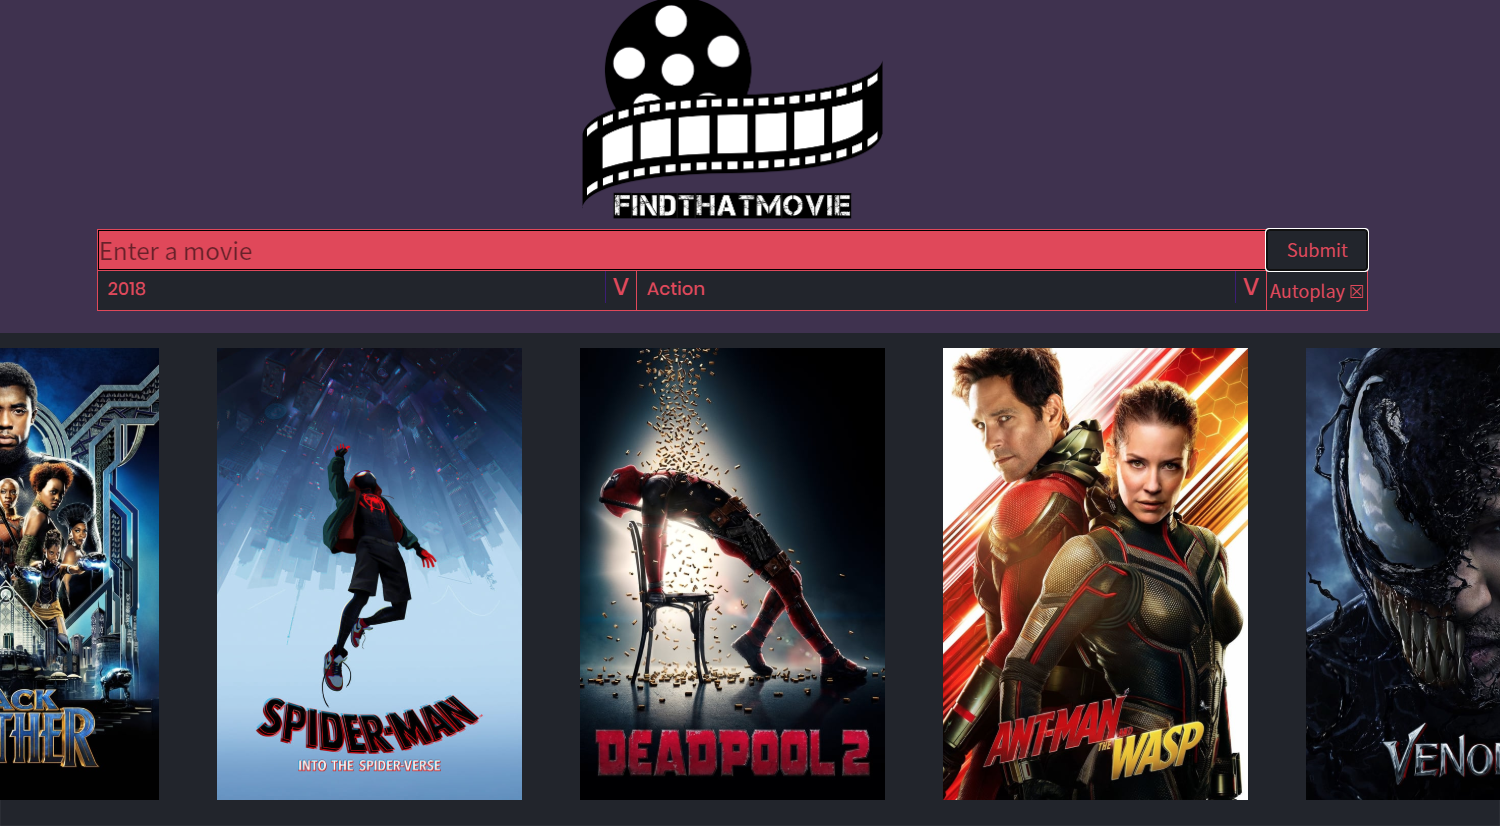 FINDTHATMOVIE
Enter a movie
Submit
2018
V
Action
V
Autoplay ☒
ACK
THER
SPIDER-MAN
INTO THE SPIDER-VERSE
DEADPOOL 2
ANT-MAN
AND
THE WASP
VENO